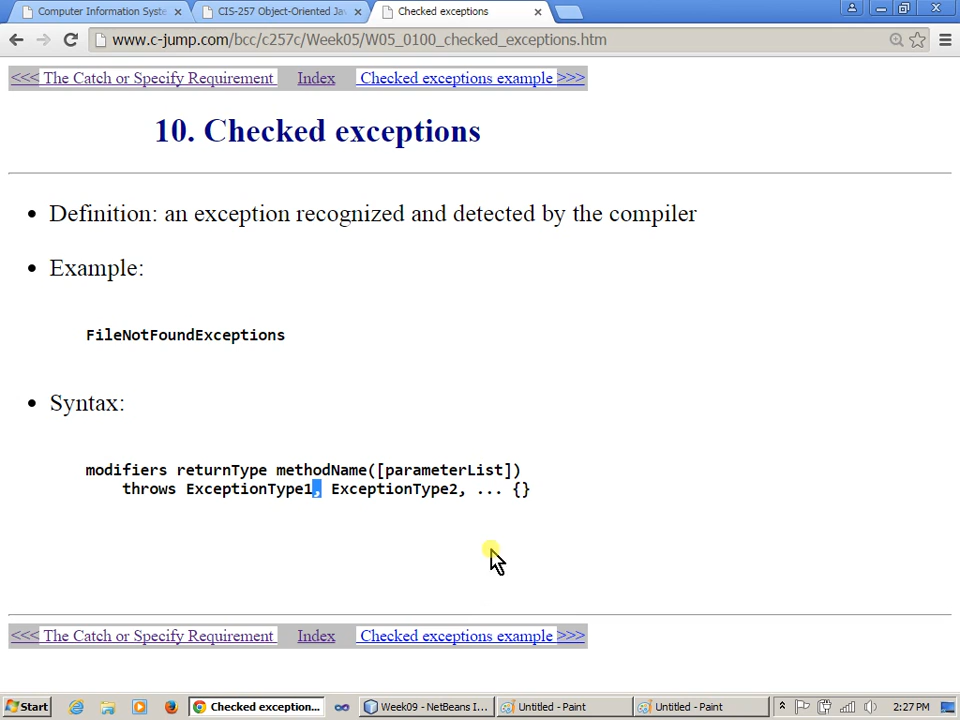 Computer Information Syste
CIS-257 Object-Oriented Jav
Checked exceptions
www.c-jump.com/bcc/c257c/Week05/W05_0100_checked_exceptions.htm
<<< The Catch or Specify Requirement Index Checked exceptions example >>>
10. Checked exceptions
• Definition: an exception recognized and detected by the compiler
• Example:
FileNotFoundExceptions
• Syntax:
modifiers returnType methodName([parameterList])
throws ExceptionType1, ExceptionType2, ... {}
<<< The Catch or Specify Requirement Index Checked exceptions example >>>
Start
Checked exception...
Week09 - NetBeans I...
Untitled - Paint
Untitled - Paint
2:27 PM